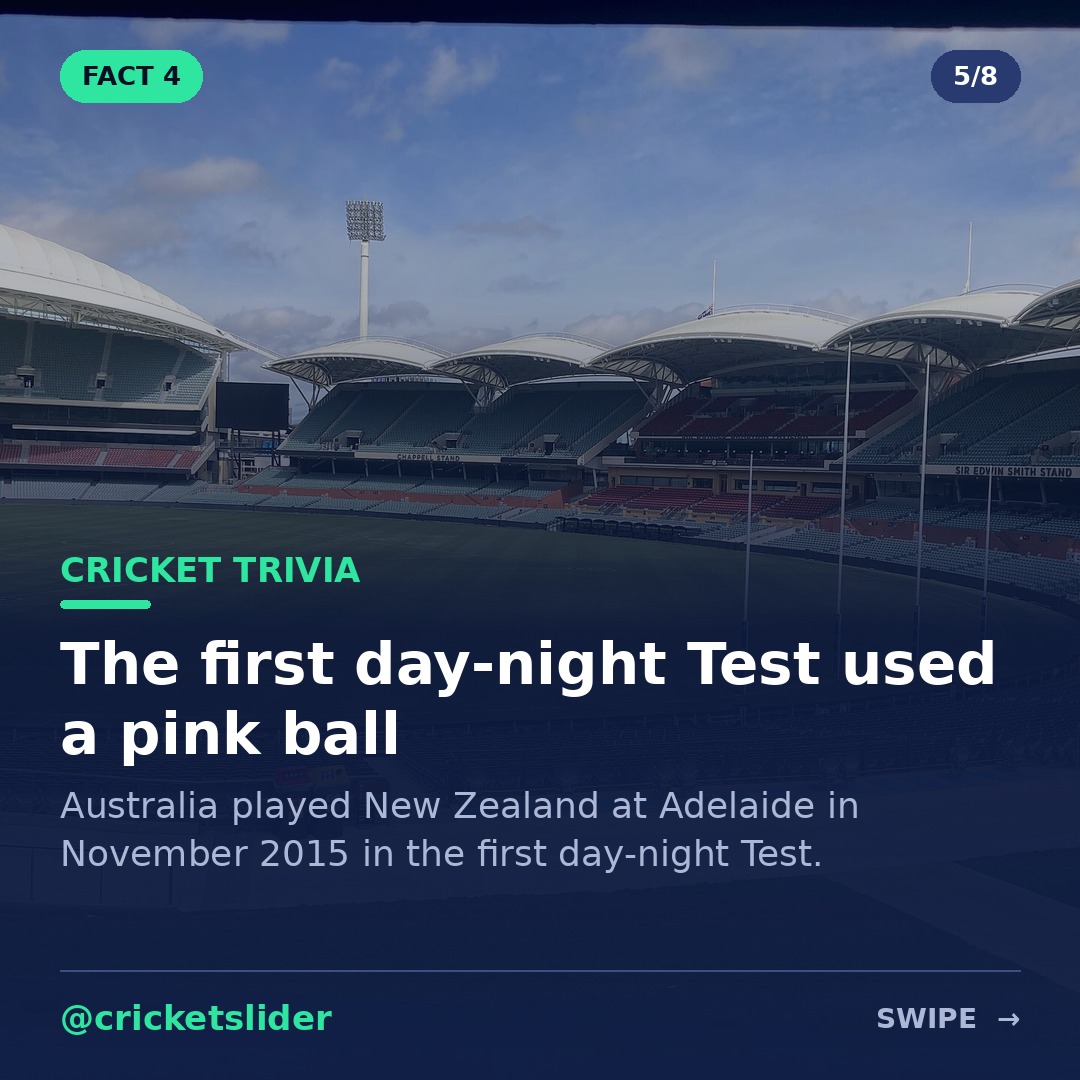 FACT 4
5/8
CHAPPELL STAND
SIR EDWIN SMITH STAND
CRICKET TRIVIA
The first day-night Test used
a pink ball
Australia played New Zealand at Adelaide in
November 2015 in the first day-night Test.
@cricketslider
SWIPE →